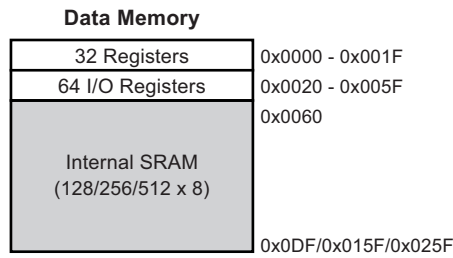 Data Memory
32 Registers 0x0000 - 0x001F
64 I/O Registers 0x0020 - 0x005F
0x0060
Internal SRAM
(128/256/512 x 8)
0x0DF/0x015F/0x025F